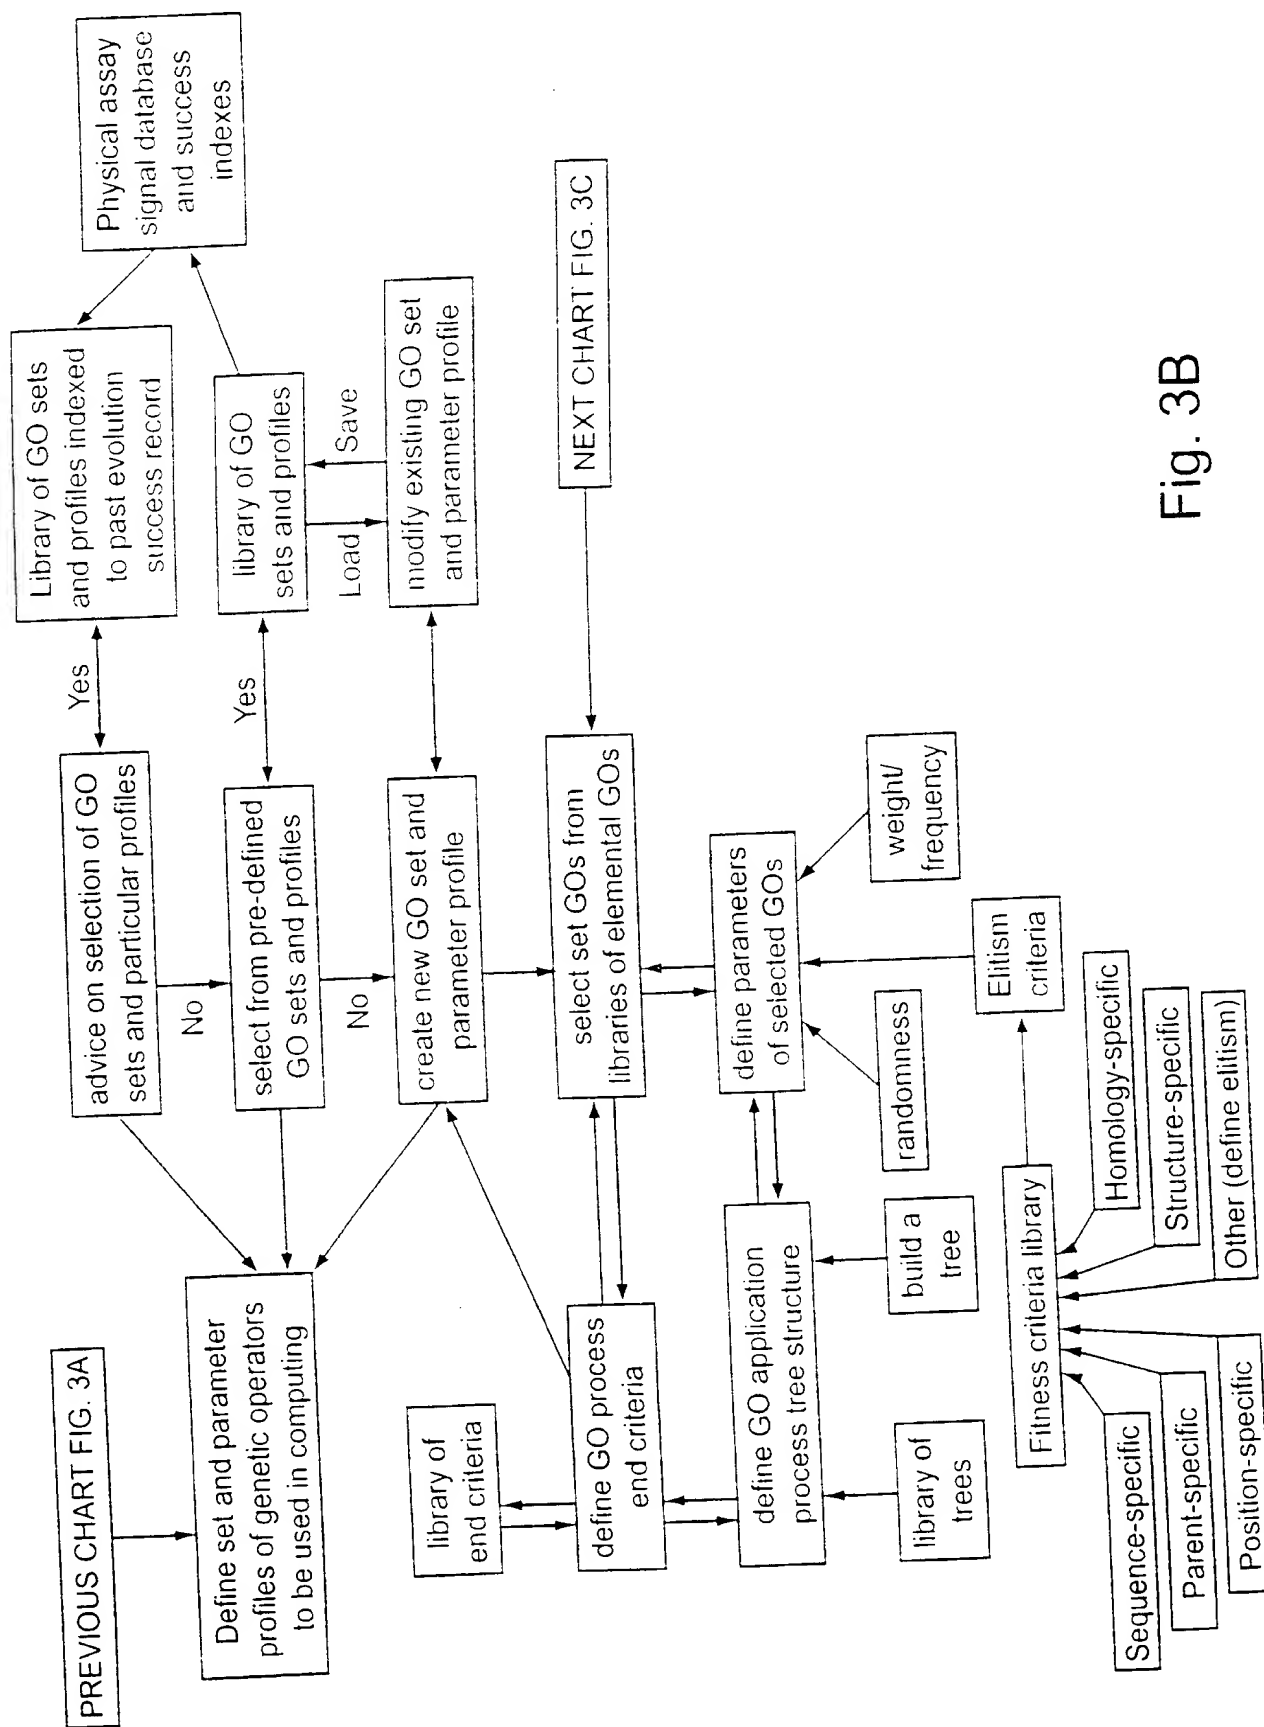 PREVIOUS CHART FIG. 3A
Define set and parameter
profiles of genetic operators
to be used in computing
advice on selection of GO
sets and particular profiles
Yes
Library of GO sets
and profiles indexed
to past evolution
success record
Physical assay
signal database
and success
indexes
No
select from pre-defined
GO sets and profiles
Yes
library of GO
sets and profiles
No
Load
Save
create new GO set and
parameter profile
modify existing GO set
and parameter profile
library of
end criteria
define GO process
end criteria
select set GOs from
libraries of elemental GOs
NEXT CHART FIG. 3C
define GO application
process tree structure
define parameters
of selected GOs
library of
trees
build a
tree
randomness
weight/
frequency
Elitism
criteria
Fitness criteria library
Sequence-specific
Parent-specific
Position-specific
Homology-specific
Structure-specific
Other (define elitism)
Fig. 3B